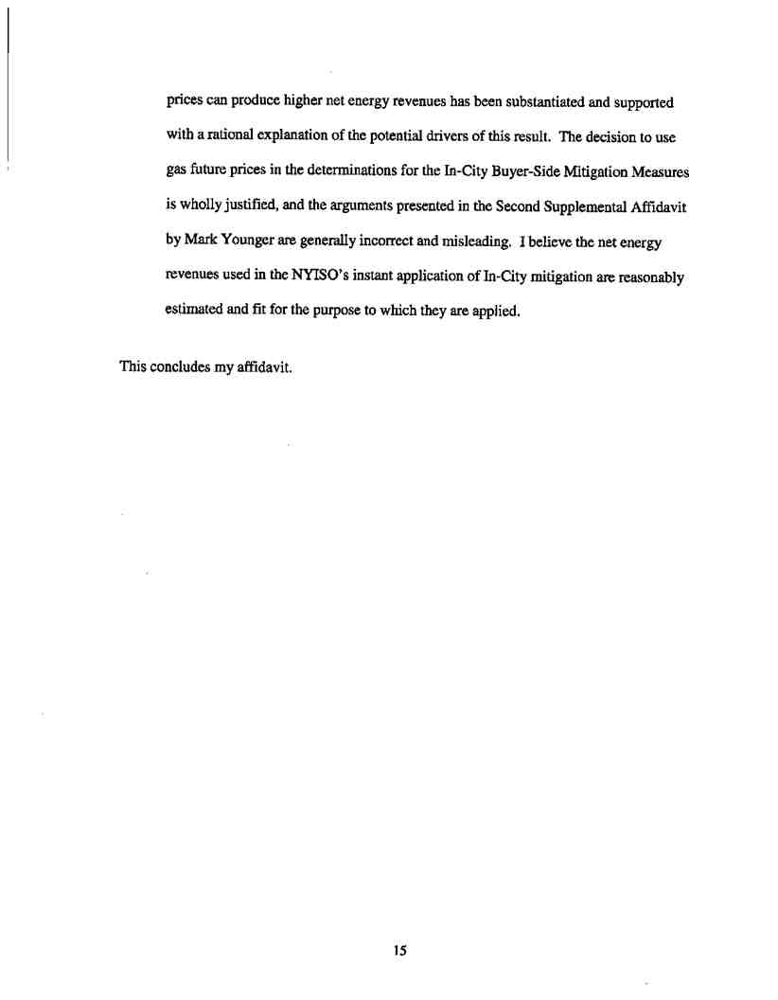 prices can produce higher net energy revenues has been substantiated and supported
with a rational explanation of the potential drivers of this result. The decision to use
gas future prices in the determinations for the In-City Buyer-Side Mitigation Measures
is wholly justified, and the arguments presented in the Second Supplemental Affidavit
by Mark Younger are generally incorrect and misleading. I believe the net energy
revenues used in the NYISO's instant application of In-City mitigation are reasonably
estimated and fit for the purpose to which they are applied.
This concludes my affidavit.
15